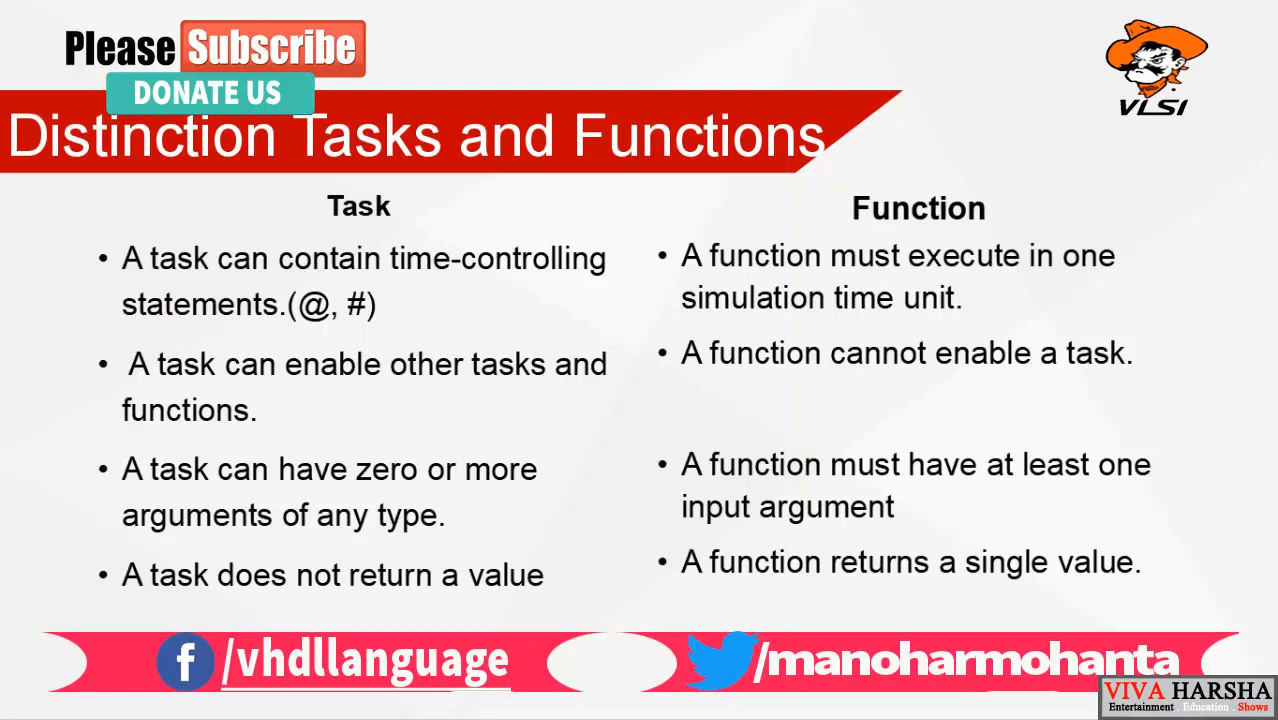 Please Subscribe
DONATE US
VLSI
Distinction Tasks and Functions
Task
• A task can contain time-controlling
statements.(@, #)
• A task can enable other tasks and
functions.
• A task can have zero or more
arguments of any type.
• A task does not return a value
Function
• A function must execute in one
simulation time unit.
• A function cannot enable a task.
• A function must have at least one
input argument
• A function returns a single value.
f /vhdllanguage
/manoharmohanta
VIVA HARSHA
Entertainment . Education . Shows